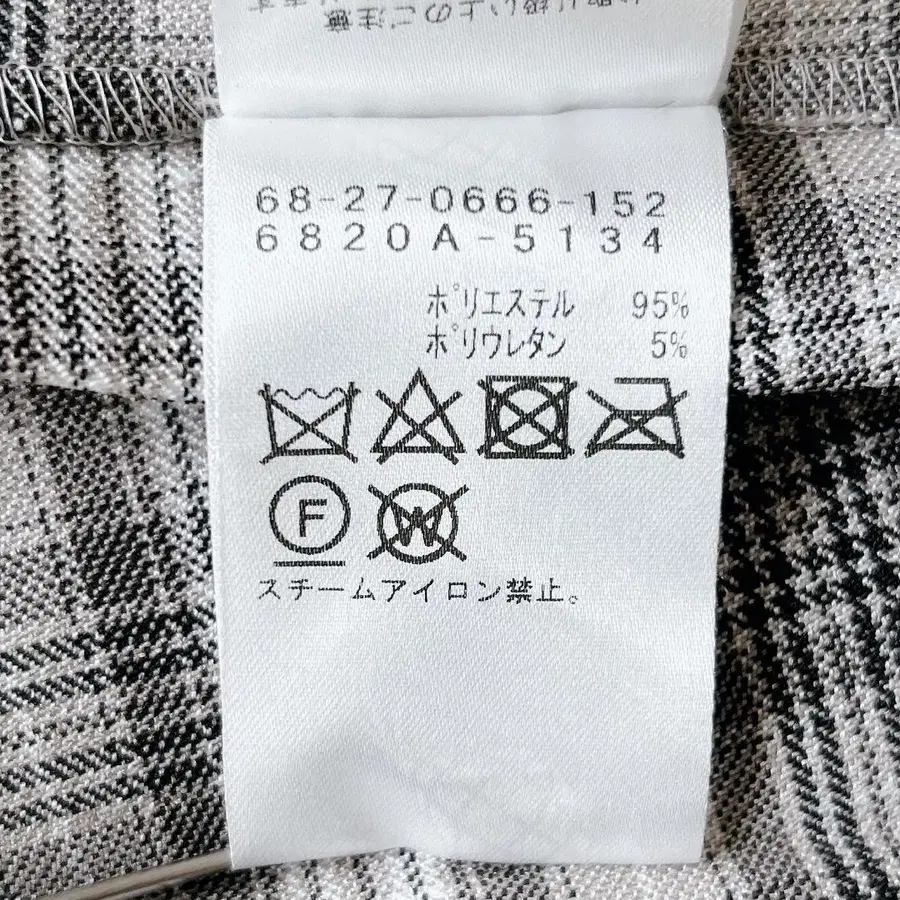 68-27-0666-152
6820A-5134
ポリエステル 95%
ポリウレタン 5%
F
W
スチームアイロン禁止。